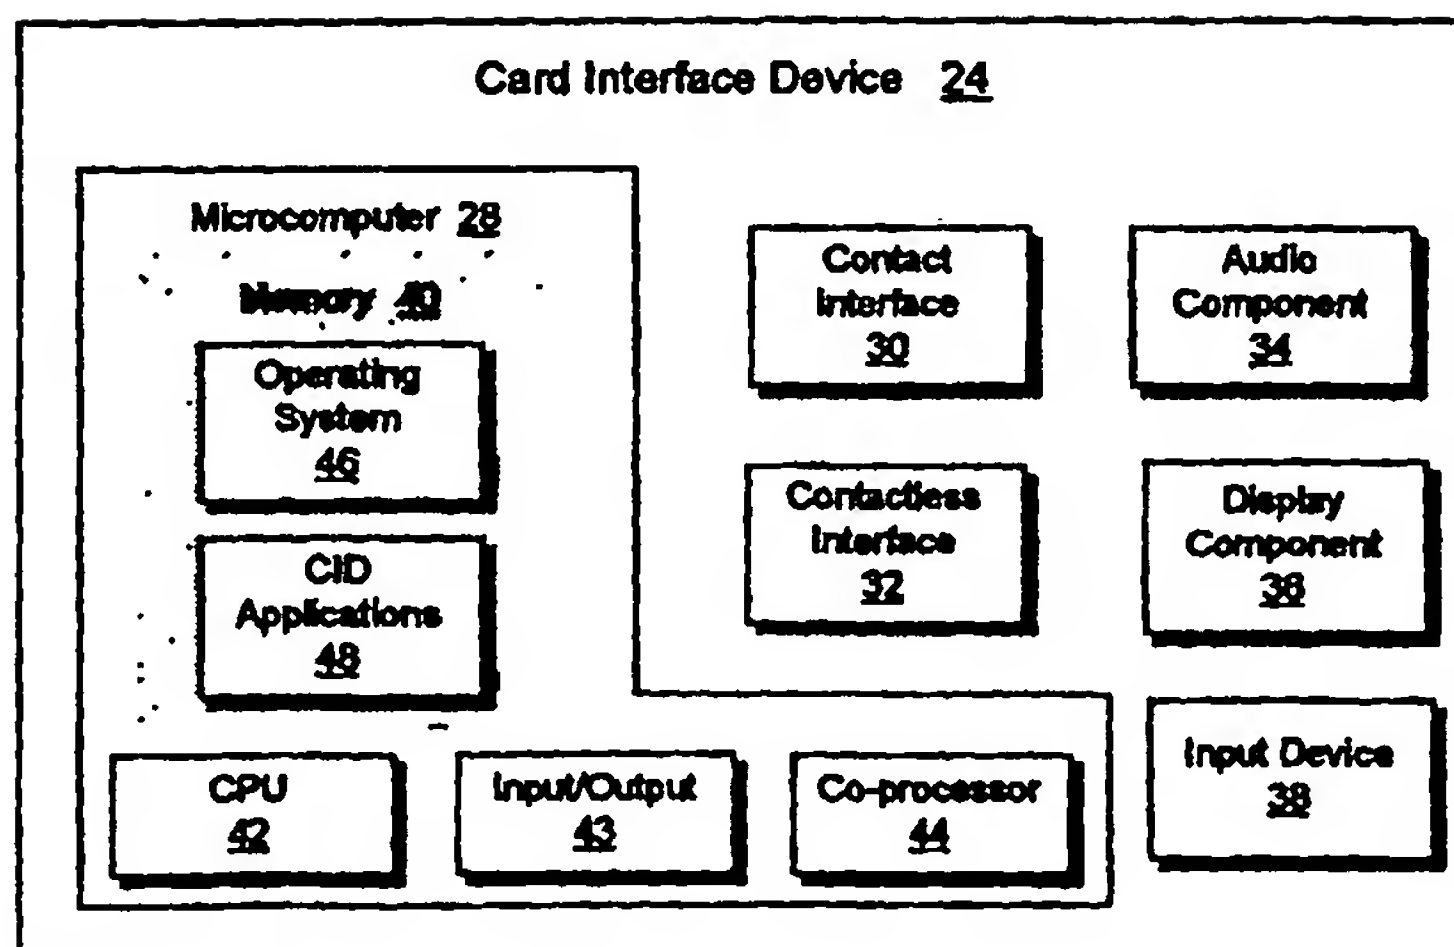 Card Interface Device 24
Microcomputer 28
Memory 40
Operating
System
46
CID
Applications
48
CPU
42
Input/Output
43
Co-processor
44
Contact
Interface
30
Audio
Component
34
Contactless
Interface
32
Display
Component
36
Input Device
38